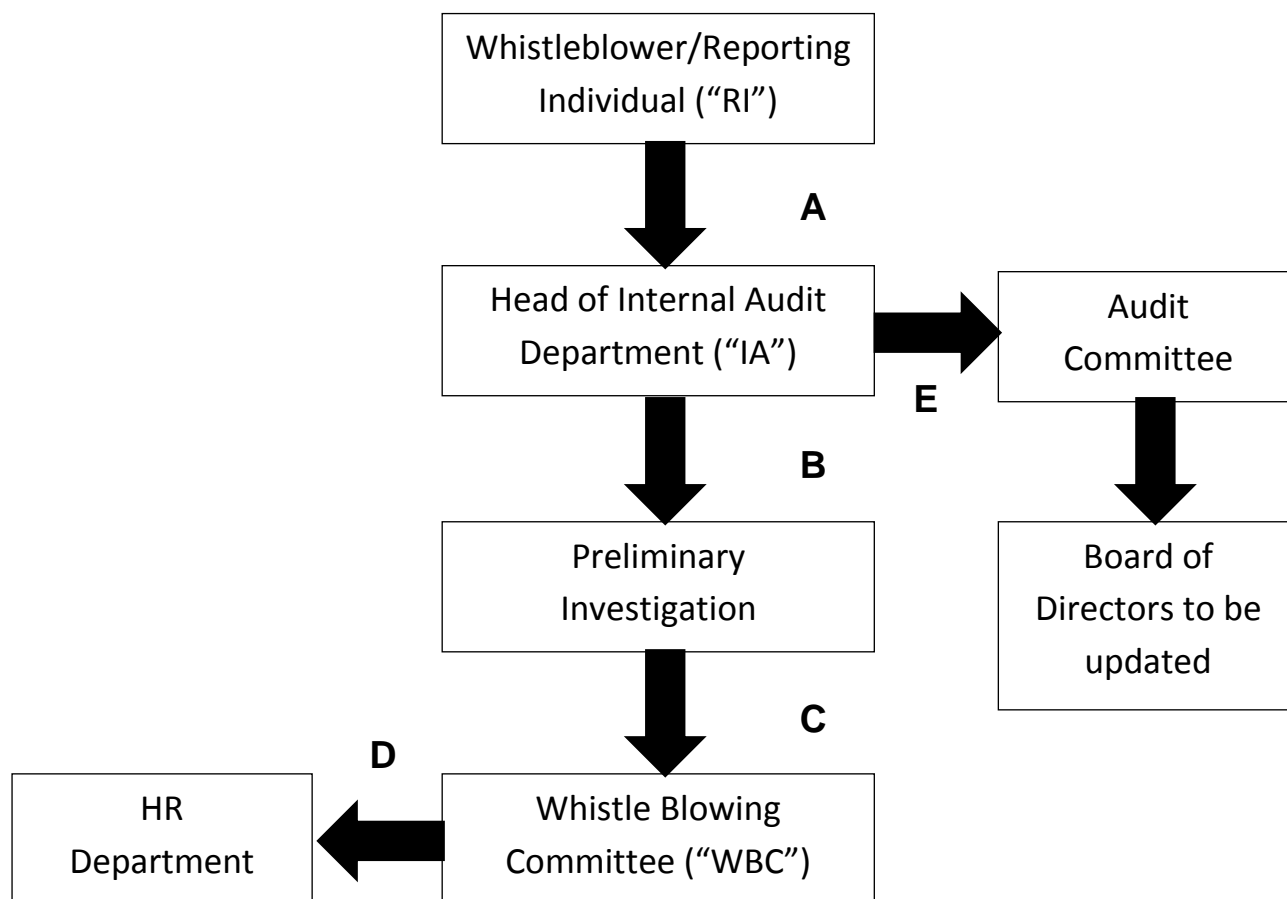 Whistleblower/Reporting
Individual (“RI”)
A
Head of Internal Audit
Department (“IA”)
E
Audit
Committee
B
Preliminary
Investigation
Board of
Directors to be
updated
C
D
HR
Department
Whistle Blowing
Committee (“WBC”)